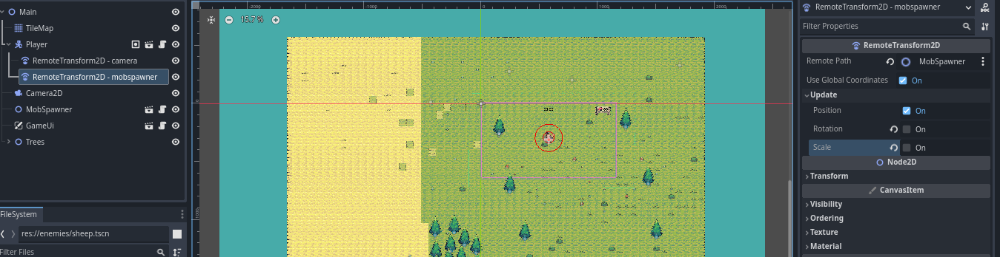 Main
TileMap
Player
RemoteTransform2D - camera
RemoteTransform2D - mobspawner
Camera2D
MobSpawner
GameUi
Trees
FileSystem
res://enemies/sheep.tscn
Filter Files
-2000 -1000 0 1000 2000
15.7 %
0
RemoteTransform2D - mobspawner
DOC
Filter Properties
RemoteTransform2D
Remote Path MobSpawner
Use Global Coordinates On
Update
Position On
Rotation On
Scale On
Node2D
Transform
CanvasItem
Visibility
Ordering
Texture
Material